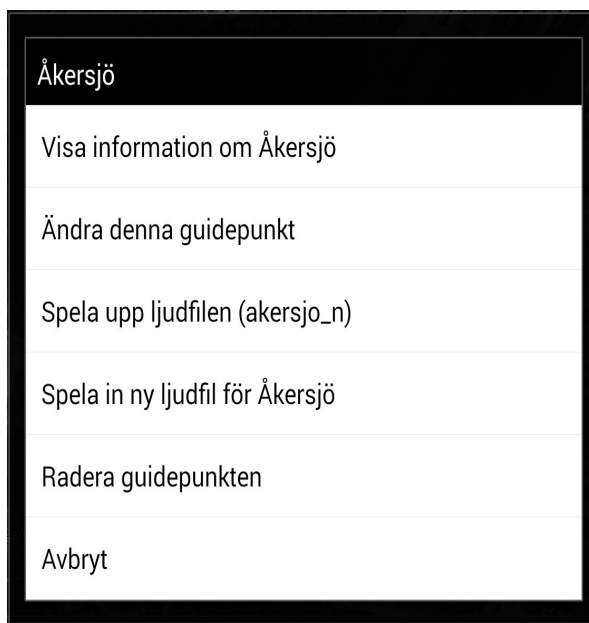 Åkersjö
Visa information om Åkersjö
Ändra denna guidepunkt
Spela upp ljudfilen (akersjo_n)
Spela in ny ljudfil för Åkersjö
Radera guidepunkten
Avbryt